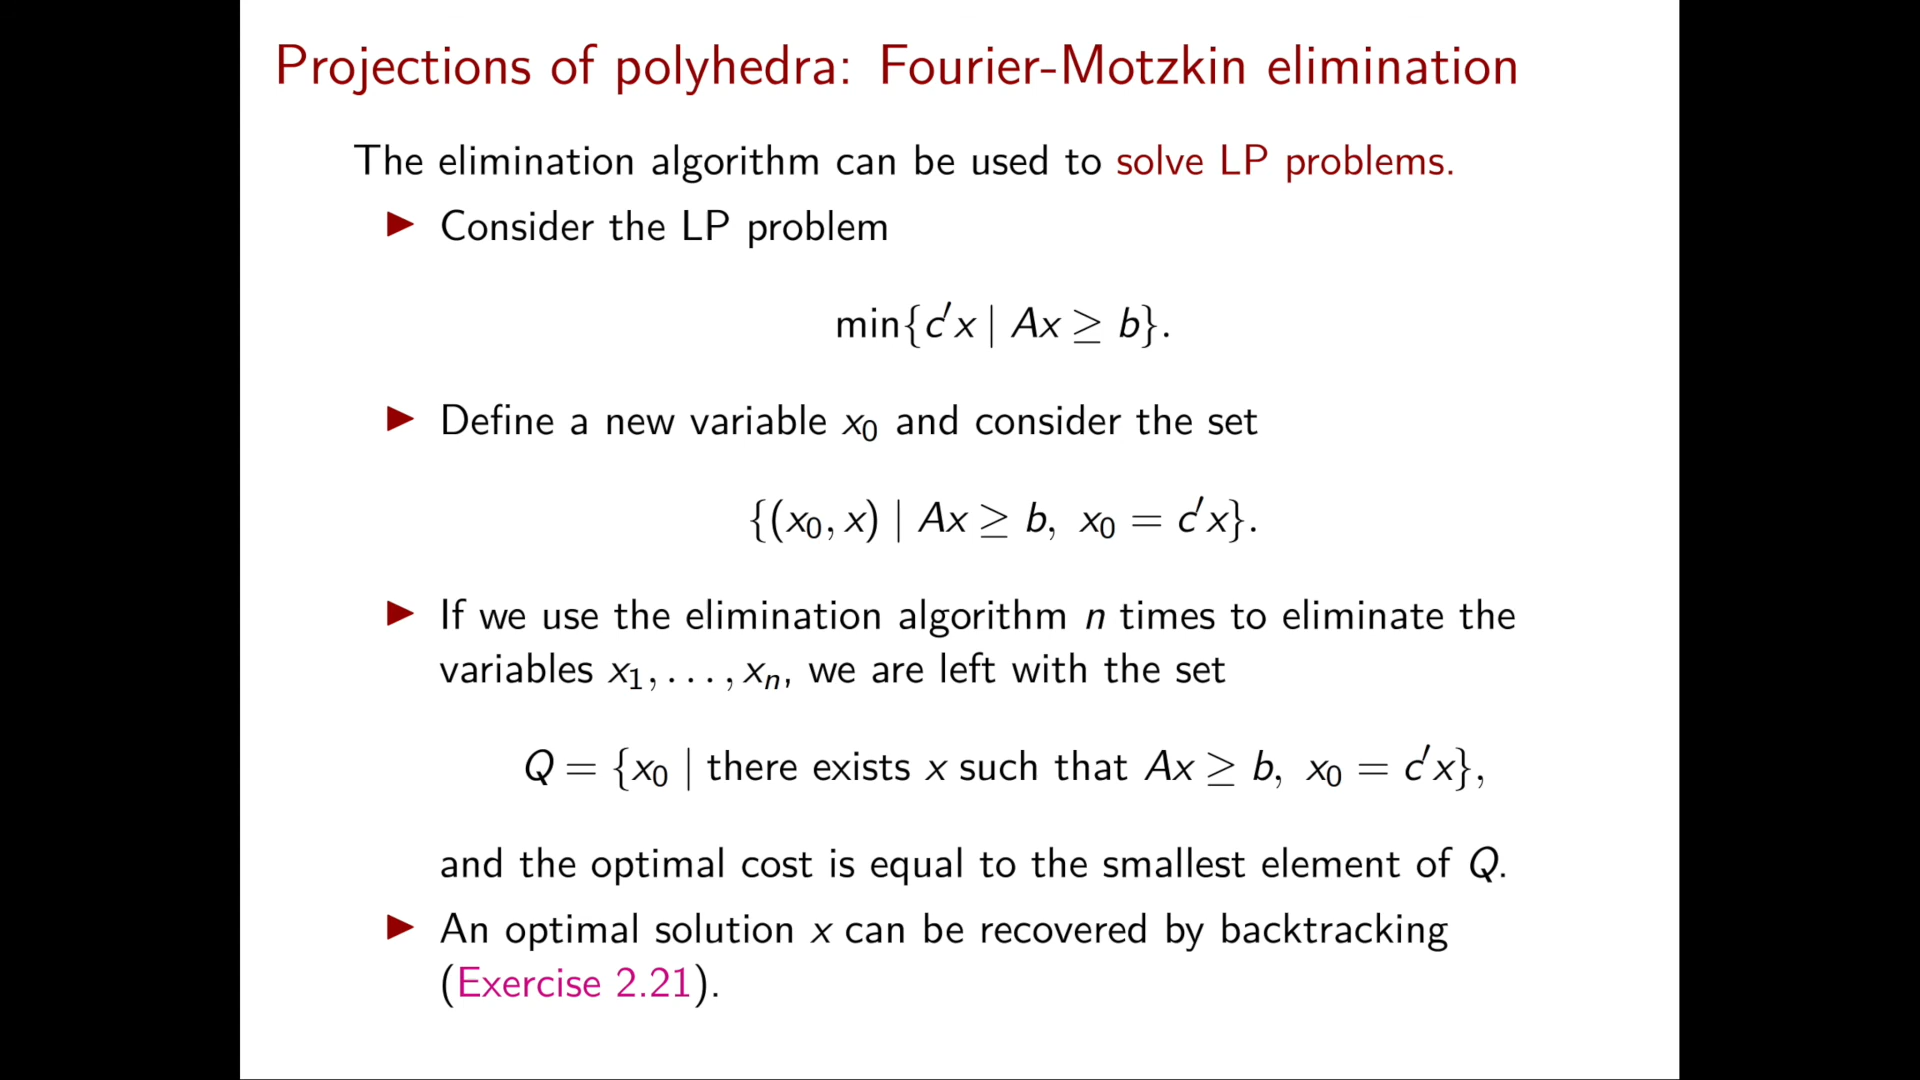 Projections of polyhedra: Fourier-Motzkin elimination
The elimination algorithm can be used to solve LP problems.
▶ Consider the LP problem
min{c′x | Ax ≥ b}.
▶ Define a new variable x₀ and consider the set
{(x₀, x) | Ax ≥ b, x₀ = c′x}.
▶ If we use the elimination algorithm n times to eliminate the
variables x₁, . . . , xₙ, we are left with the set
Q = {x₀ | there exists x such that Ax ≥ b, x₀ = c′x},
and the optimal cost is equal to the smallest element of Q.
▶ An optimal solution x can be recovered by backtracking
(Exercise 2.21).